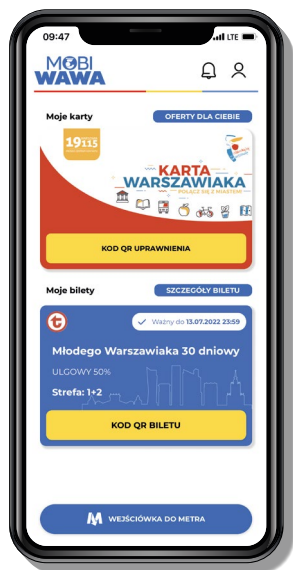 09:47
LTE
MOBI
WAWA
Moje karty
OFERTY DLA CIEBIE
19115
KARTA
WARSZAWIAKA
POŁĄCZ SIĘ Z MIASTEM
KOD QR UPRAWNIENIA
Moje bilety
SZCZEGÓŁY BILETU
Ważny do 13.07.2022 23:59
Młodego Warszawiaka 30 dniowy
ULGOWY 50%
Strefa: 1+2
KOD QR BILETU
M WEJŚCIÓWKA DO METRA